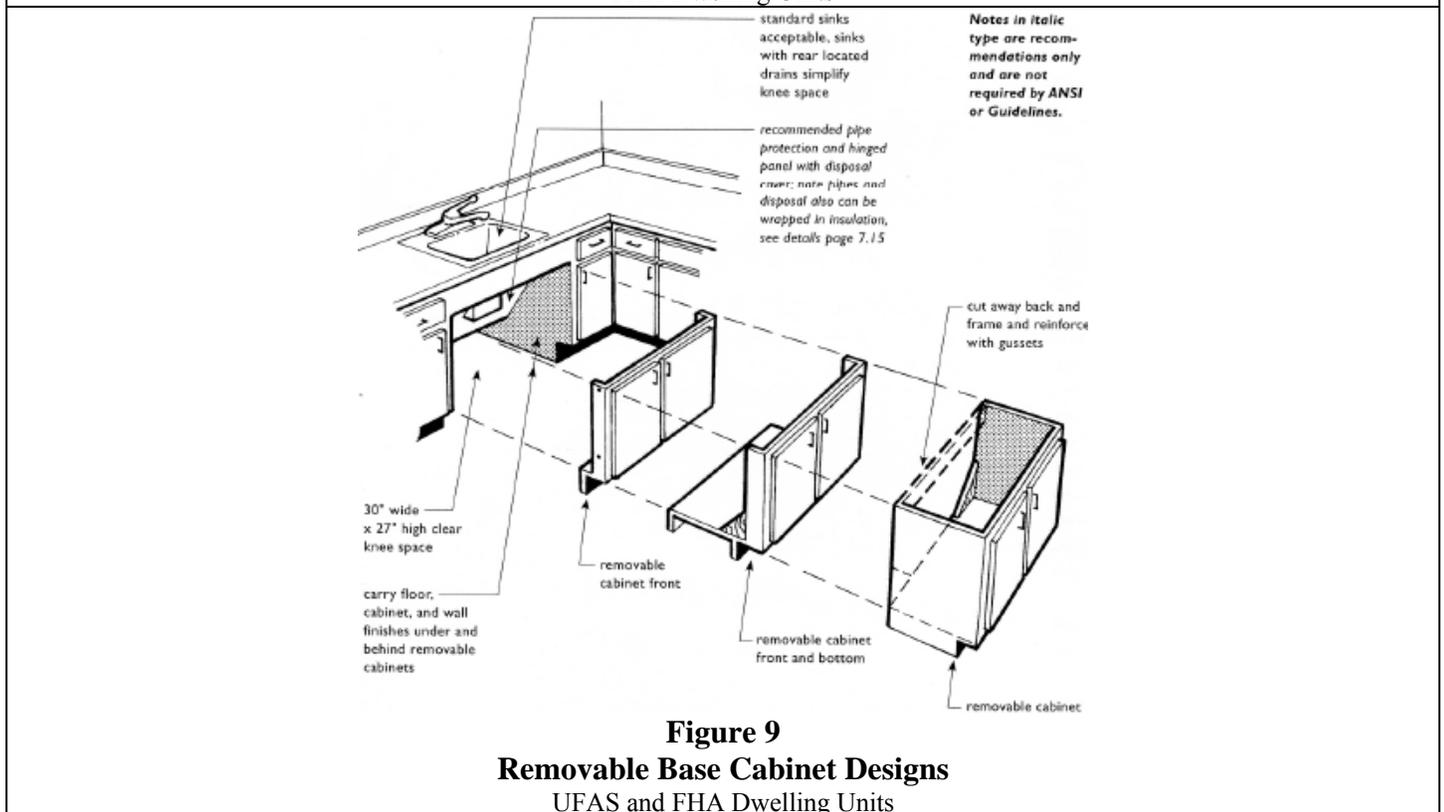 standard sinks
acceptable, sinks
with rear located
drains simplify
knee space
Notes in italic
type are recom-
mendations only
and are not
required by ANSI
or Guidelines.
recommended pipe
protection and hinged
panel with disposal
cover; note pipes and
disposal also can be
wrapped in insulation,
see details page 7.15
cut away back and
frame and reinforce
with gussets
30" wide
x 27" high clear
knee space
carry floor,
cabinet, and wall
finishes under and
behind removable
cabinets
removable
cabinet front
removable cabinet
front and bottom
removable cabinet
Figure 9
Removable Base Cabinet Designs
UFAS and FHA Dwelling Units